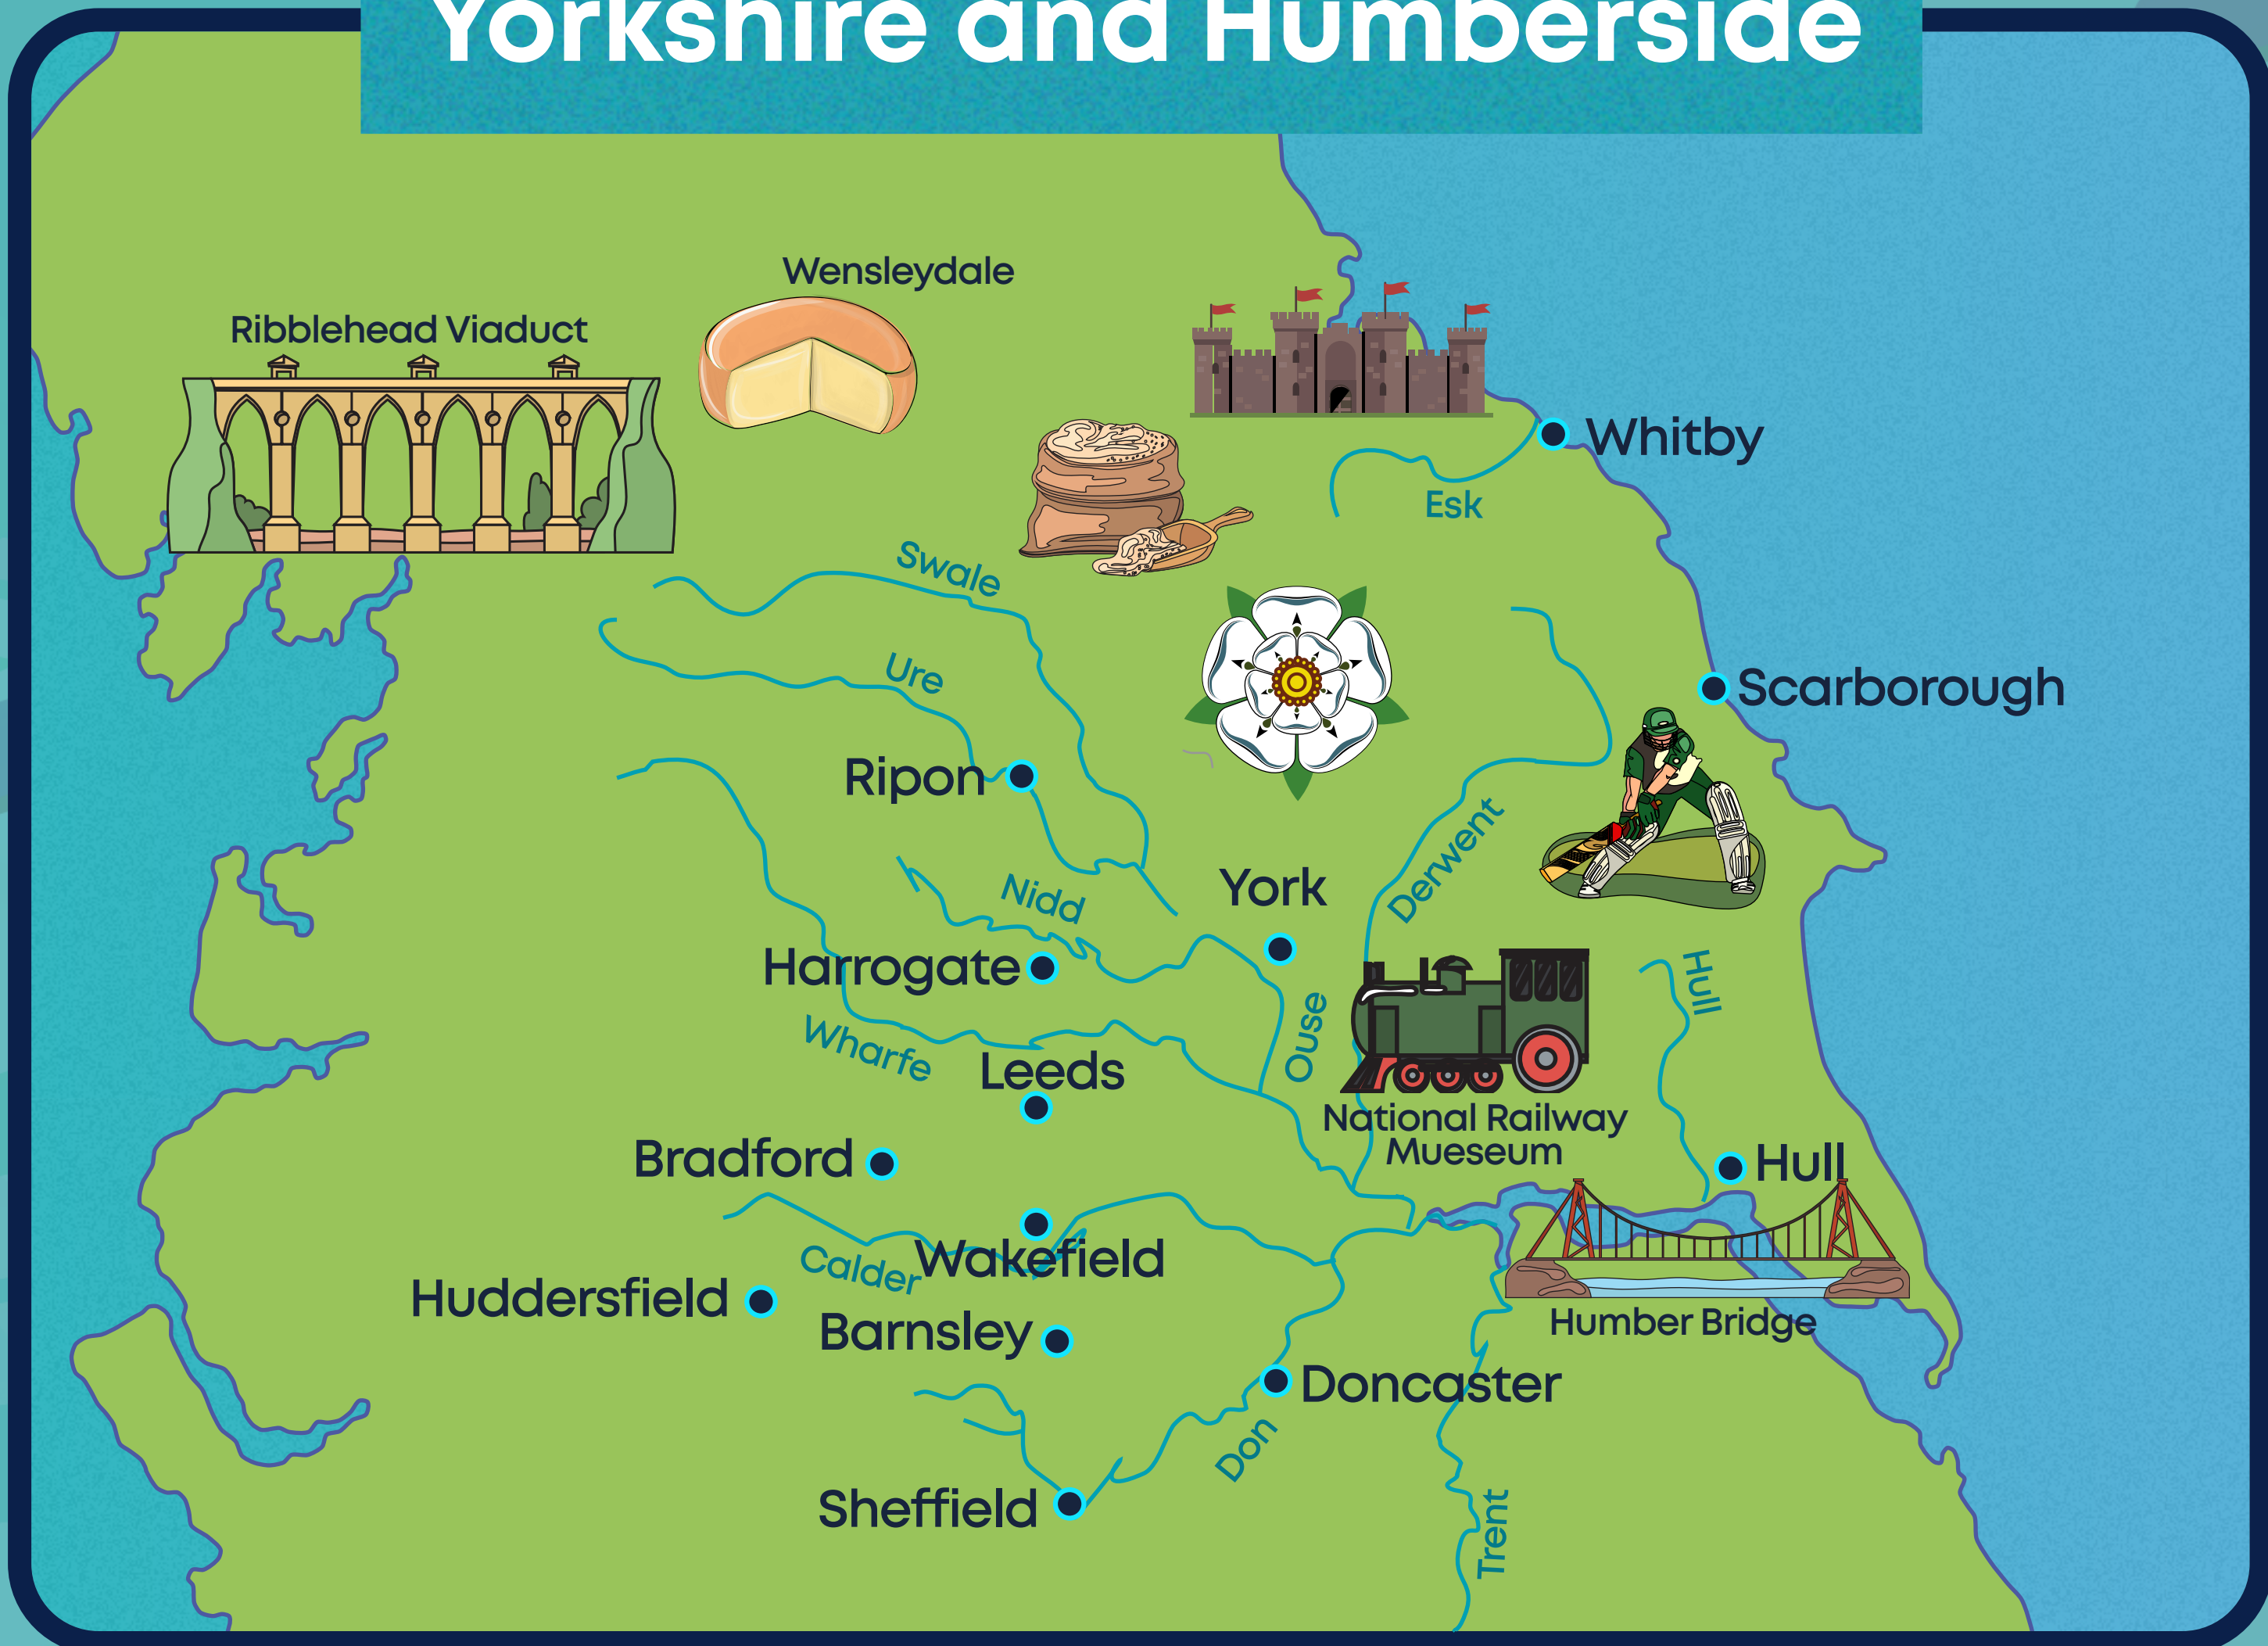 Yorkshire and Humberside
Wensleydale
Ribblehead Viaduct
Whitby
Esk
Swale
Ure
Scarborough
Ripon
Derwent
York
Nidd
Harrogate
Hull
Ouse
Wharfe
Leeds
National Railway
Mueseum
Bradford
Hull
Wakefield
Calder
Huddersfield
Barnsley
Humber Bridge
Doncaster
Don
Sheffield
Trent